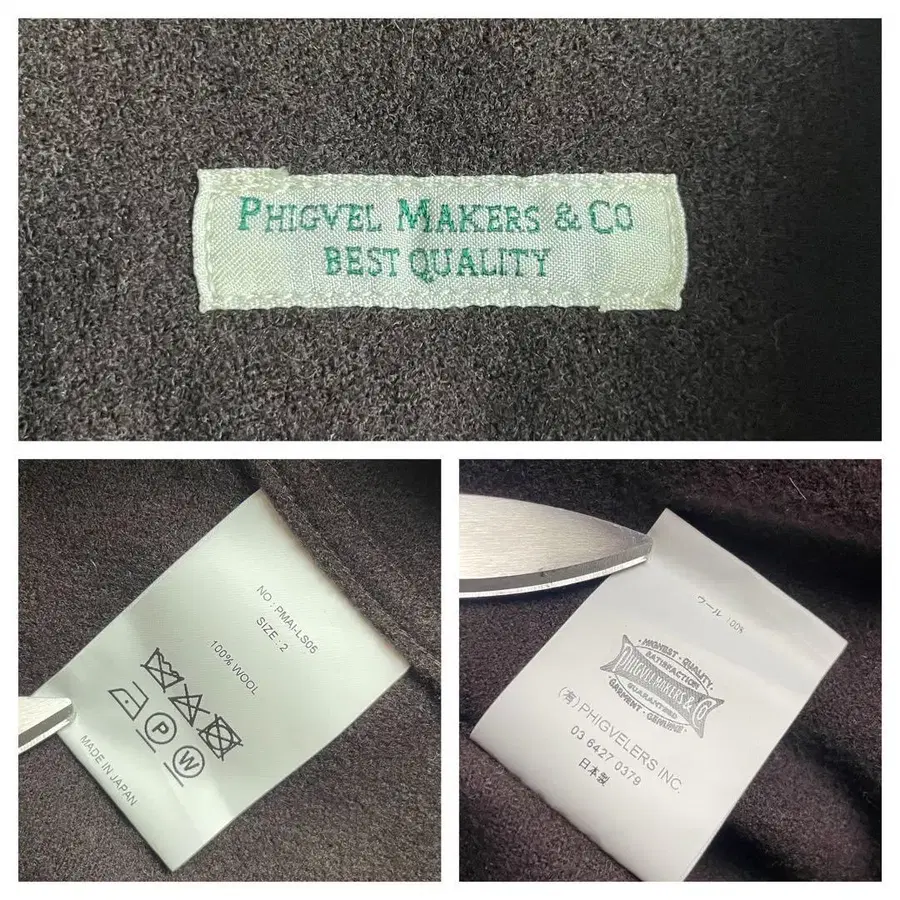 PHIGVEL MAKERS & CO
BEST QUALITY
NO : PMAI-LS05
SIZE : 2
100% WOOL
P
W
MADE IN JAPAN
ウール 100%
・HIGHEST・QUALITY・
SATISFACTION
PHIGVEL MAKERS & Co
GUARANTEED
・GARMENT・GENUINE・
(有) PHIGVELERS INC.
03 6427 0379
日本製